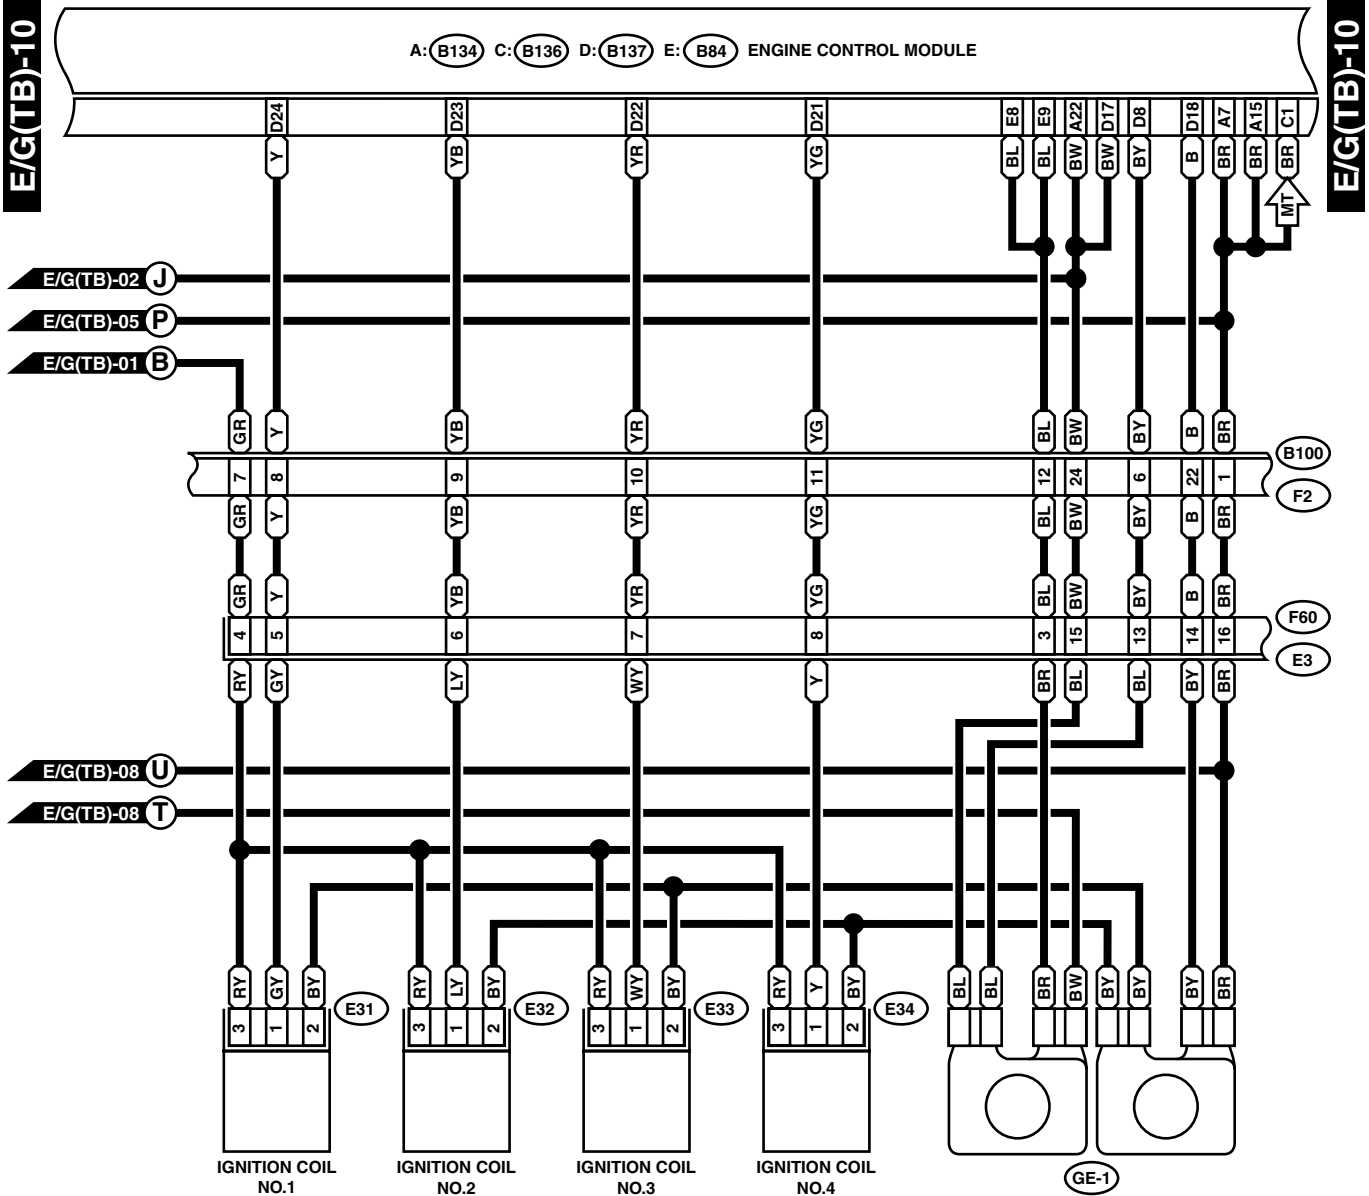 E/G(TB)-10
E/G(TB)-10
A: B134 C: B136 D: B137 E: B84 ENGINE CONTROL MODULE
D24 D23 D22 D21 E8 E9 A22 D17 D8 D18 A7 A15 C1
Y YB YR YG BL BL BW BW BY B BR BR BR
MT
E/G(TB)-02 J
E/G(TB)-05 P
E/G(TB)-01 B
GR Y YB YR YG BL BW BY B BR
B100
7 8 9 10 11 12 24 6 22 1
F2
GR Y YB YR YG BL BW BY B BR
GR Y YB YR YG BL BW BY B BR
F60
4 5 6 7 8 3 15 13 14 16
E3
RY GY LY WY Y BR BL BL BY BR
E/G(TB)-08 U
E/G(TB)-08 T
RY GY BY RY LY BY RY WY BY RY Y BY BL BL BR BW BY BY BY BR
E31 E32 E33 E34
3 1 2 3 1 2 3 1 2 3 1 2
IGNITION COIL NO.1
IGNITION COIL NO.2
IGNITION COIL NO.3
IGNITION COIL NO.4
GE-1